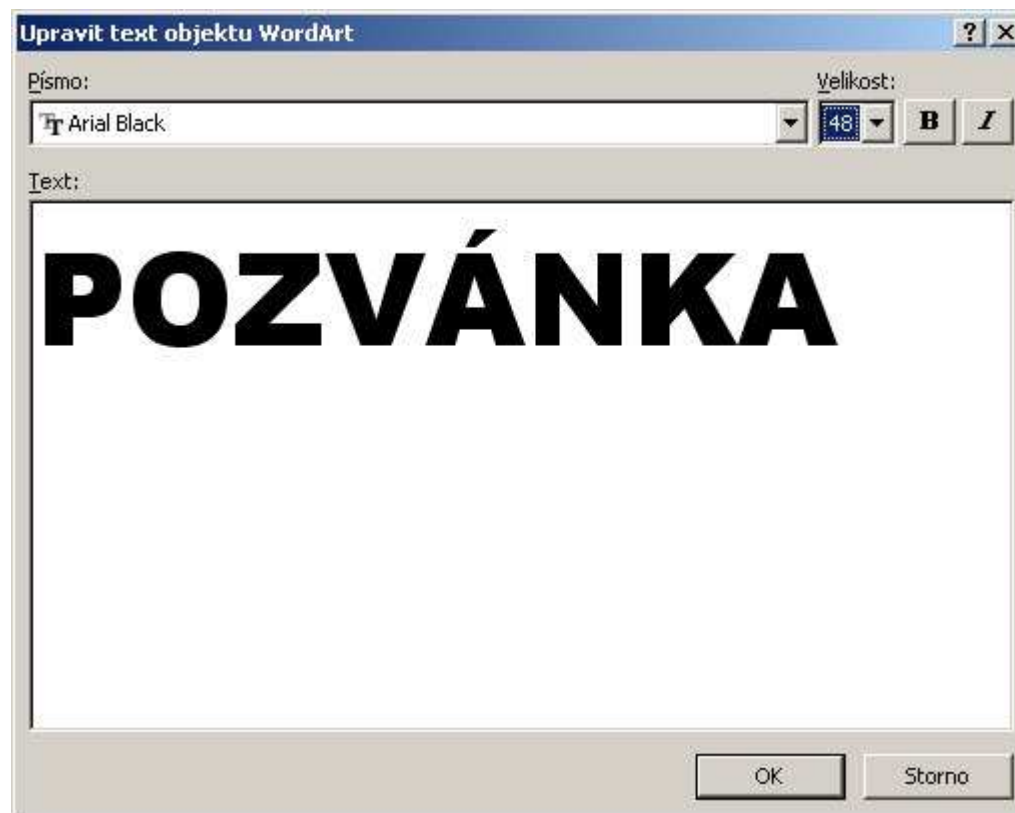 Upravit text objektu WordArt
Písmo: Velikost:
Arial Black 48 B I
Text:
POZVÁNKA
OK Storno